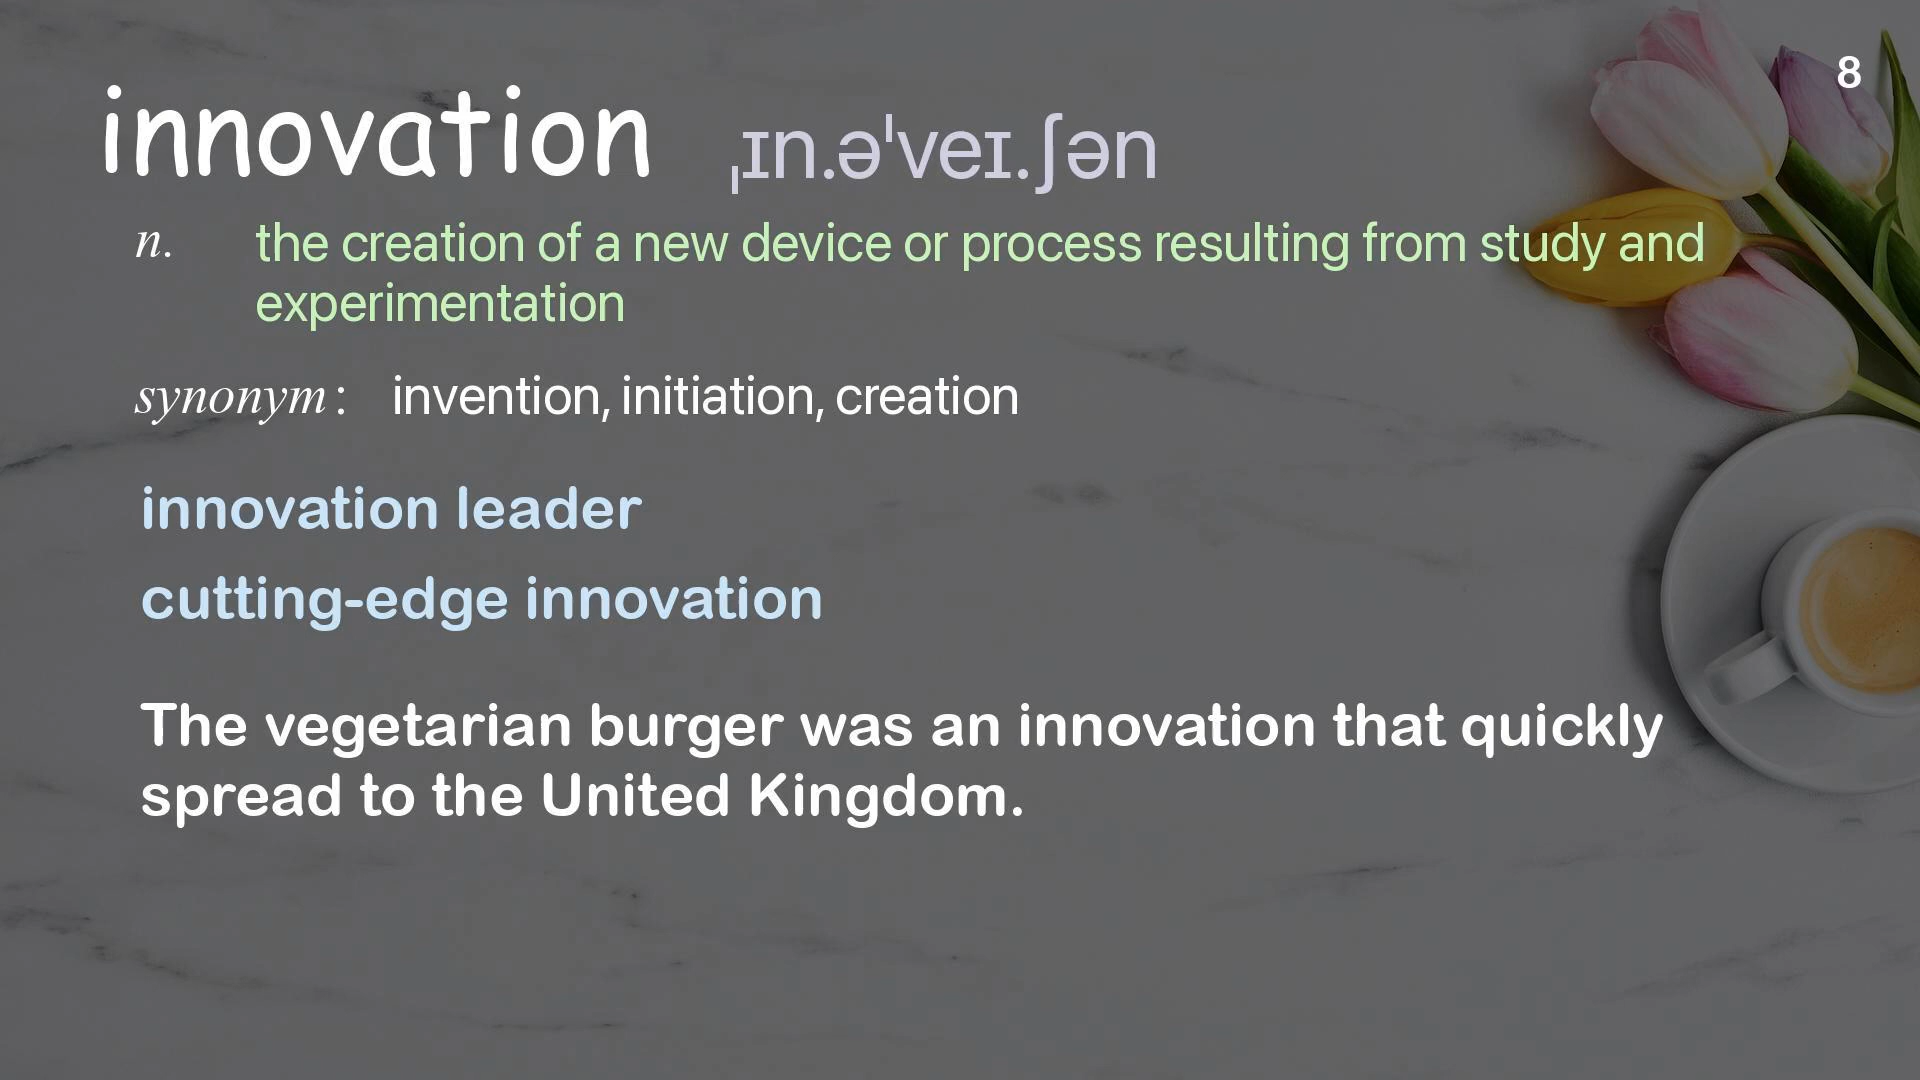 8
innovation ˌɪn.əˈveɪ.ʃən
n. the creation of a new device or process resulting from study and
experimentation
synonym : invention, initiation, creation
innovation leader
cutting-edge innovation
The vegetarian burger was an innovation that quickly
spread to the United Kingdom.